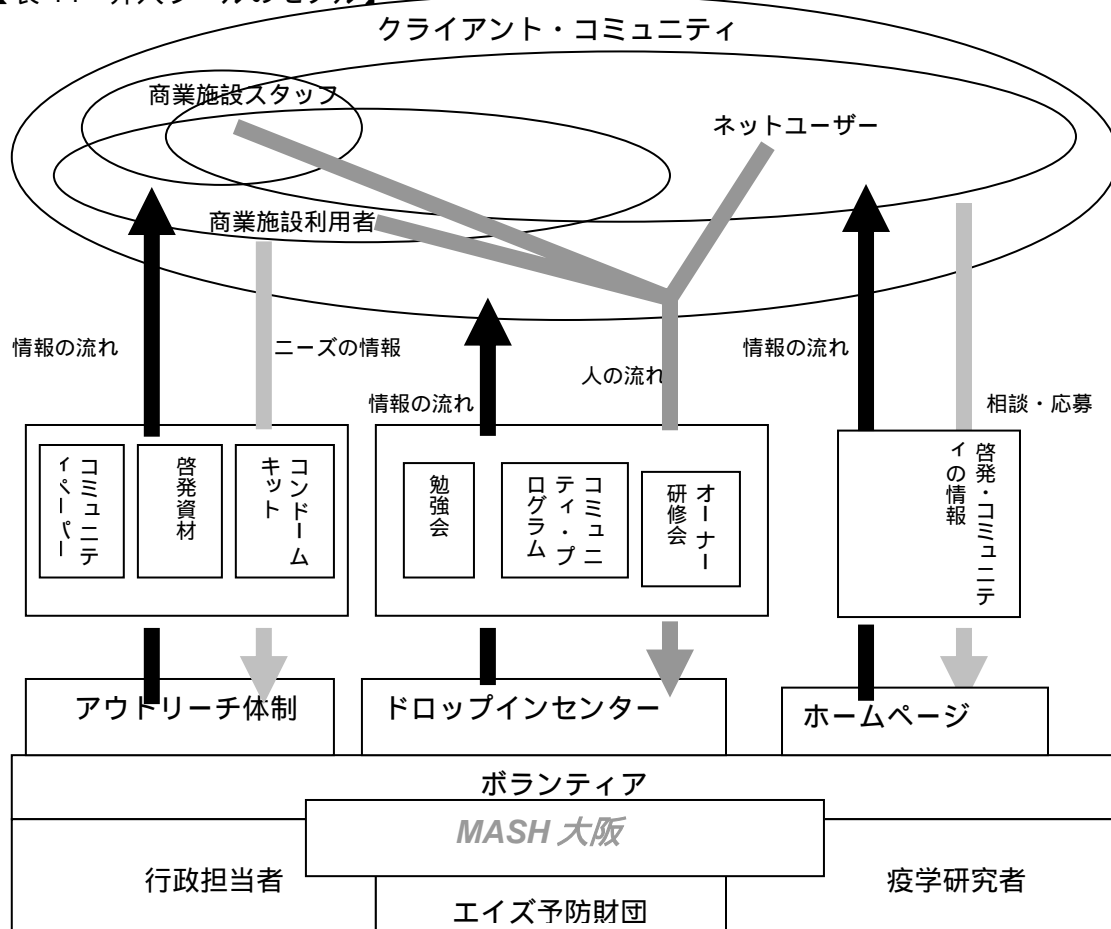 クライアント・コミュニティ
商業施設スタッフ
ネットユーザー
商業施設利用者
情報の流れ
ニーズの情報
情報の流れ
人の流れ
情報の流れ
相談・応募
コミュニテ
ィペーパー
啓発資材
コンドーム
キット
勉強会
コミュニ
ティ・プ
ログラム
オーナー
研修会
啓発・コミュニテ
ィの情報
アウトリーチ体制
ドロップインセンター
ホームページ
ボランティア
MASH 大阪
行政担当者
疫学研究者
エイズ予防財団